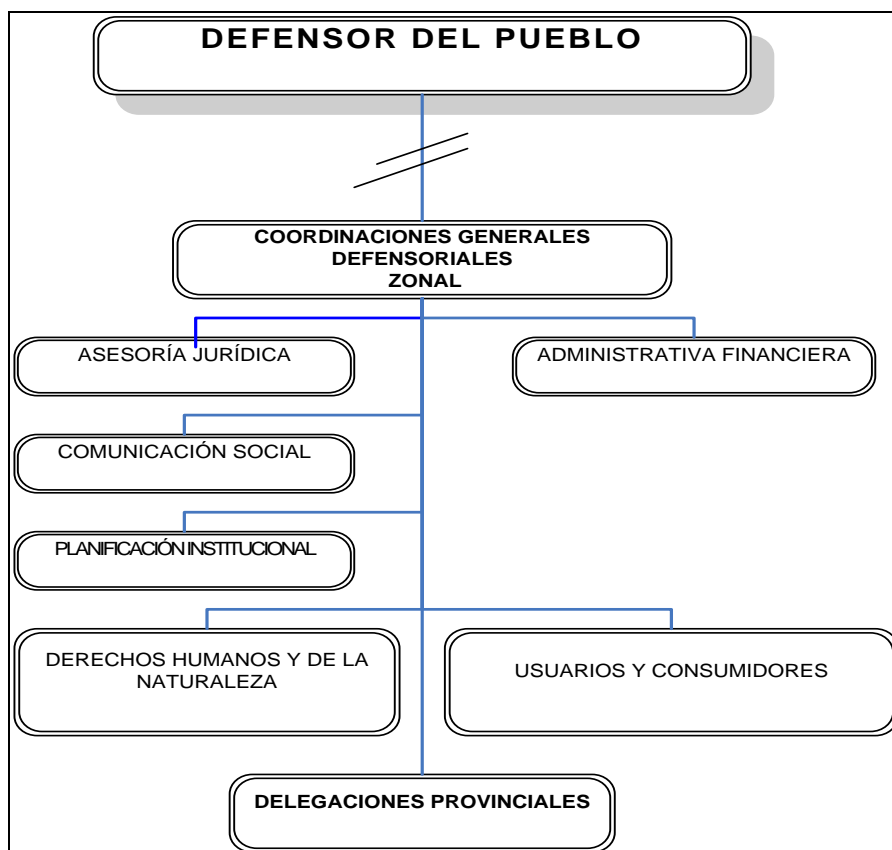 DEFENSOR DEL PUEBLO
COORDINACIONES GENERALES
DEFENSORIALES
ZONAL
ASESORÍA JURÍDICA
ADMINISTRATIVA FINANCIERA
COMUNICACIÓN SOCIAL
PLANIFICACIÓN INSTITUCIONAL
DERECHOS HUMANOS Y DE LA
NATURALEZA
USUARIOS Y CONSUMIDORES
DELEGACIONES PROVINCIALES